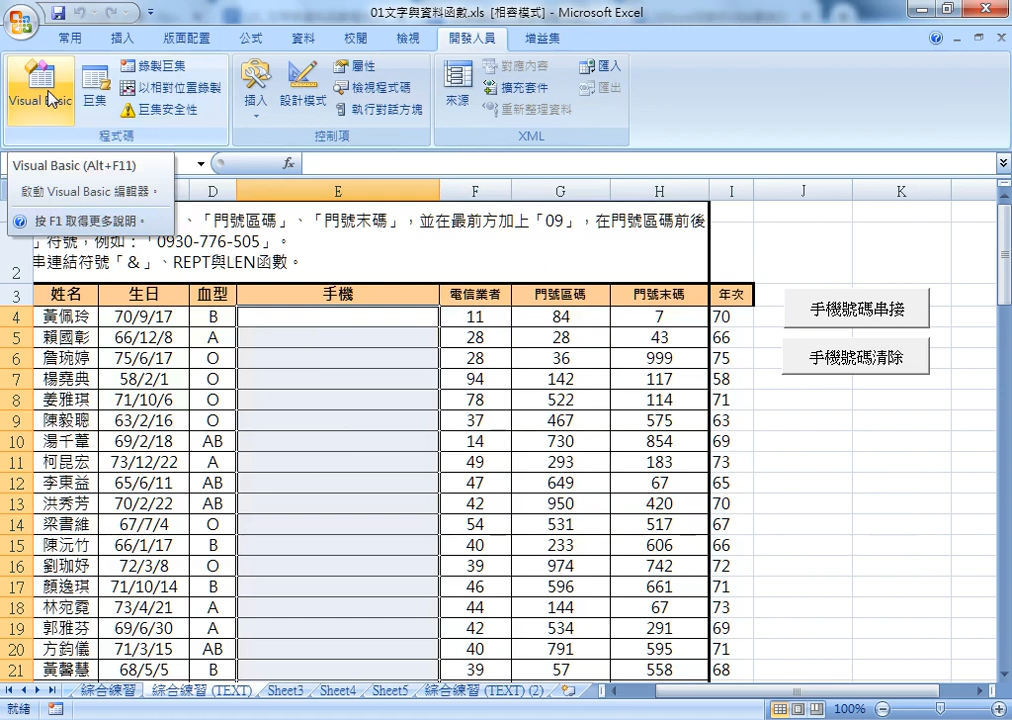 01文字與資料函數.xls [相容模式] - Microsoft Excel
常用 插入 版面配置 公式 資料 校閱 檢視 開發人員 增益集
Visual Basic 巨集 錄製巨集 以相對位置錄製 巨集安全性 程式碼
插入 設計模式 屬性 檢視程式碼 執行對話方塊 控制項
來源 對應內容 擴充套件 重新整理資料 匯入 匯出 XML
Visual Basic (Alt+F11)
啟動 Visual Basic 編輯器。
按 F1 取得更多說明。
fx
D E F G H I J K
、「門號區碼」、「門號末碼」，並在最前方加上「09」，在門號區碼前後
」符號，例如：「0930-776-505」。
2 串連結符號「&」、REPT與LEN函數。
3 姓名 生日 血型 手機 電信業者 門號區碼 門號末碼 年次
4 黃佩玲 70/9/17 B 11 84 7 70
5 賴國彰 66/12/8 A 28 28 43 66
6 詹琬婷 75/6/17 O 28 36 999 75
7 楊堯典 58/2/1 O 94 142 117 58
8 姜雅琪 71/10/6 O 78 522 114 71
9 陳毅聰 63/2/16 O 37 467 575 63
10 湯千葦 69/2/18 AB 14 730 854 69
11 柯昆宏 73/12/22 A 49 293 183 73
12 李東益 65/6/11 AB 47 649 67 65
13 洪秀芳 70/2/22 AB 42 950 420 70
14 梁書維 67/7/4 O 54 531 517 67
15 陳沅竹 66/1/17 B 40 233 606 66
16 劉珈妤 72/3/8 O 39 974 742 72
17 顏逸琪 71/10/14 B 46 596 661 71
18 林宛霓 73/4/21 A 44 144 67 73
19 郭雅芬 69/6/30 A 42 534 291 69
20 方鈞儀 71/3/15 AB 40 791 595 71
21 黃馨慧 68/5/5 B 39 57 558 68
手機號碼串接
手機號碼清除
綜合練習 綜合練習 (TEXT) Sheet3 Sheet4 Sheet5 綜合練習 (TEXT) (2)
就緒 100%